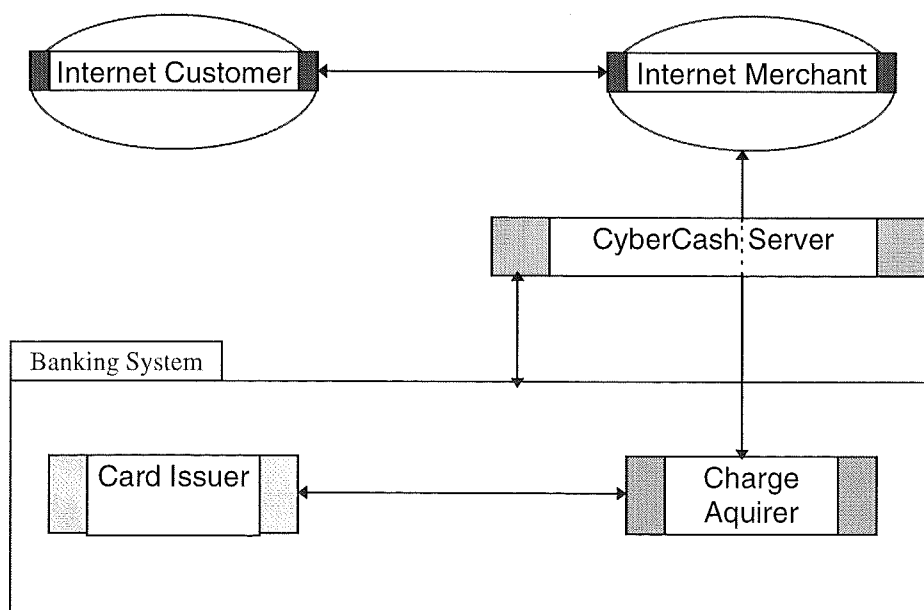 Internet Customer
Internet Merchant
CyberCash Server
Banking System
Card Issuer
Charge
Aquirer